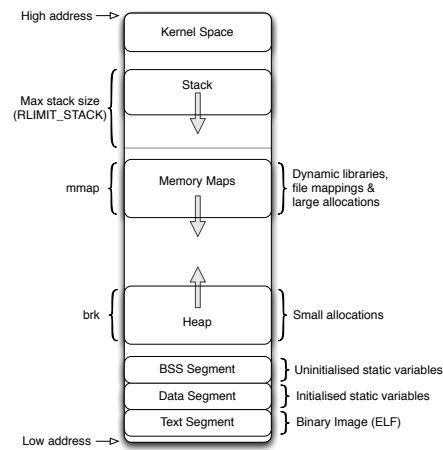 High address
Kernel Space
Stack
Max stack size
(RLIMIT_STACK)
mmap
Memory Maps
Dynamic libraries,
file mappings &
large allocations
brk
Heap
Small allocations
BSS Segment
Uninitialised static variables
Data Segment
Initialised static variables
Text Segment
Binary Image (ELF)
Low address